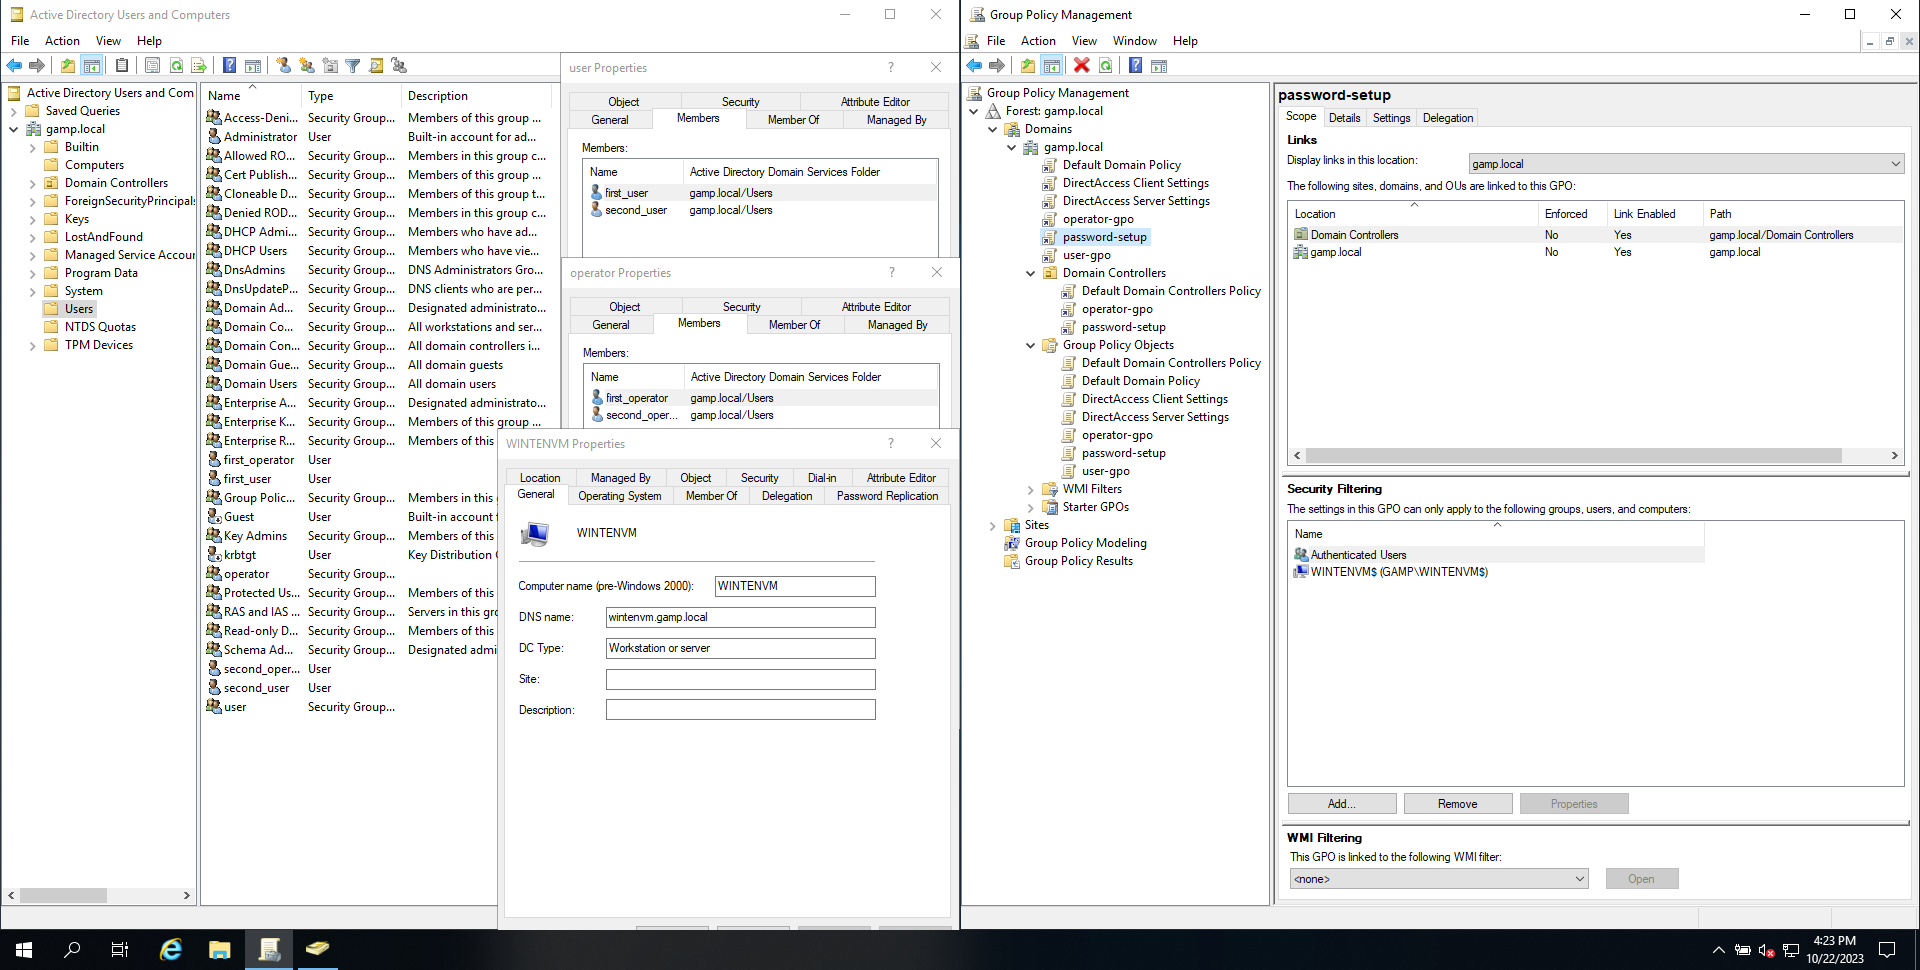 Active Directory Users and Computers
File Action View Help
Active Directory Users and Com
Saved Queries
gamp.local
Builtin
Computers
Domain Controllers
ForeignSecurityPrincipals
Keys
LostAndFound
Managed Service Accour
Program Data
System
Users
NTDS Quotas
TPM Devices
Name Type Description
Access-Deni... Security Group... Members of this group ...
Administrator User Built-in account for ad...
Allowed RO... Security Group... Members in this group c...
Cert Publish... Security Group... Members of this group ...
Cloneable D... Security Group... Members of this group t...
Denied ROD... Security Group... Members in this group c...
DHCP Admi... Security Group... Members who have ad...
DHCP Users Security Group... Members who have vie...
DnsAdmins Security Group... DNS Administrators Gro...
DnsUpdateP... Security Group... DNS clients who are per...
Domain Ad... Security Group... Designated administrato...
Domain Co... Security Group... All workstations and ser...
Domain Con... Security Group... All domain controllers i...
Domain Gue... Security Group... All domain guests
Domain Users Security Group... All domain users
Enterprise A... Security Group... Designated administrato...
Enterprise K... Security Group... Members of this group ...
Enterprise R... Security Group... Members of this
first_operator User
first_user User
Group Polic... Security Group... Members in this
Guest User Built-in account f
Key Admins Security Group... Members of this
krbtgt User Key Distribution C
operator Security Group...
Protected Us... Security Group... Members of this
RAS and IAS ... Security Group... Servers in this gro
Read-only D... Security Group... Members of this
Schema Ad... Security Group... Designated admi
second_oper... User
second_user User
user Security Group...
user Properties ?
Object Security Attribute Editor
General Members Member Of Managed By
Members:
Name Active Directory Domain Services Folder
first_user gamp.local/Users
second_user gamp.local/Users
operator Properties ?
Object Security Attribute Editor
General Members Member Of Managed By
Members:
Name Active Directory Domain Services Folder
first_operator gamp.local/Users
second_oper... gamp.local/Users
WINTENVM Properties ?
Location Managed By Object Security Dial-in Attribute Editor
General Operating System Member Of Delegation Password Replication
WINTENVM
Computer name (pre-Windows 2000): WINTENVM
DNS name: wintenvm.gamp.local
DC Type: Workstation or server
Site:
Description:
Group Policy Management
File Action View Window Help
Group Policy Management
Forest: gamp.local
Domains
gamp.local
Default Domain Policy
DirectAccess Client Settings
DirectAccess Server Settings
operator-gpo
password-setup
user-gpo
Domain Controllers
Default Domain Controllers Policy
operator-gpo
password-setup
Group Policy Objects
Default Domain Controllers Policy
Default Domain Policy
DirectAccess Client Settings
DirectAccess Server Settings
operator-gpo
password-setup
user-gpo
WMI Filters
Starter GPOs
Sites
Group Policy Modeling
Group Policy Results
password-setup
Scope Details Settings Delegation
Links
Display links in this location: gamp.local
The following sites, domains, and OUs are linked to this GPO:
Location Enforced Link Enabled Path
Domain Controllers No Yes gamp.local/Domain Controllers
gamp.local No Yes gamp.local
Security Filtering
The settings in this GPO can only apply to the following groups, users, and computers:
Name
Authenticated Users
WINTENVM$ (GAMP\WINTENVM$)
Add... Remove Properties
WMI Filtering
This GPO is linked to the following WMI filter:
<none> Open
4:23 PM
10/22/2023